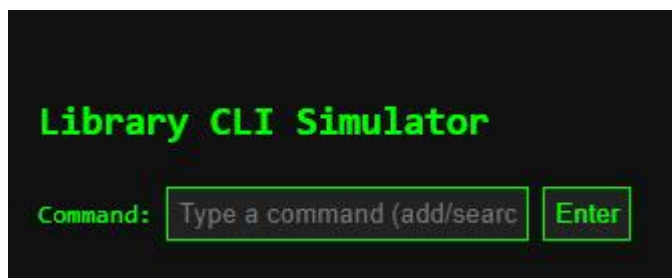 Library CLI Simulator
Command: Type a command (add/searc Enter